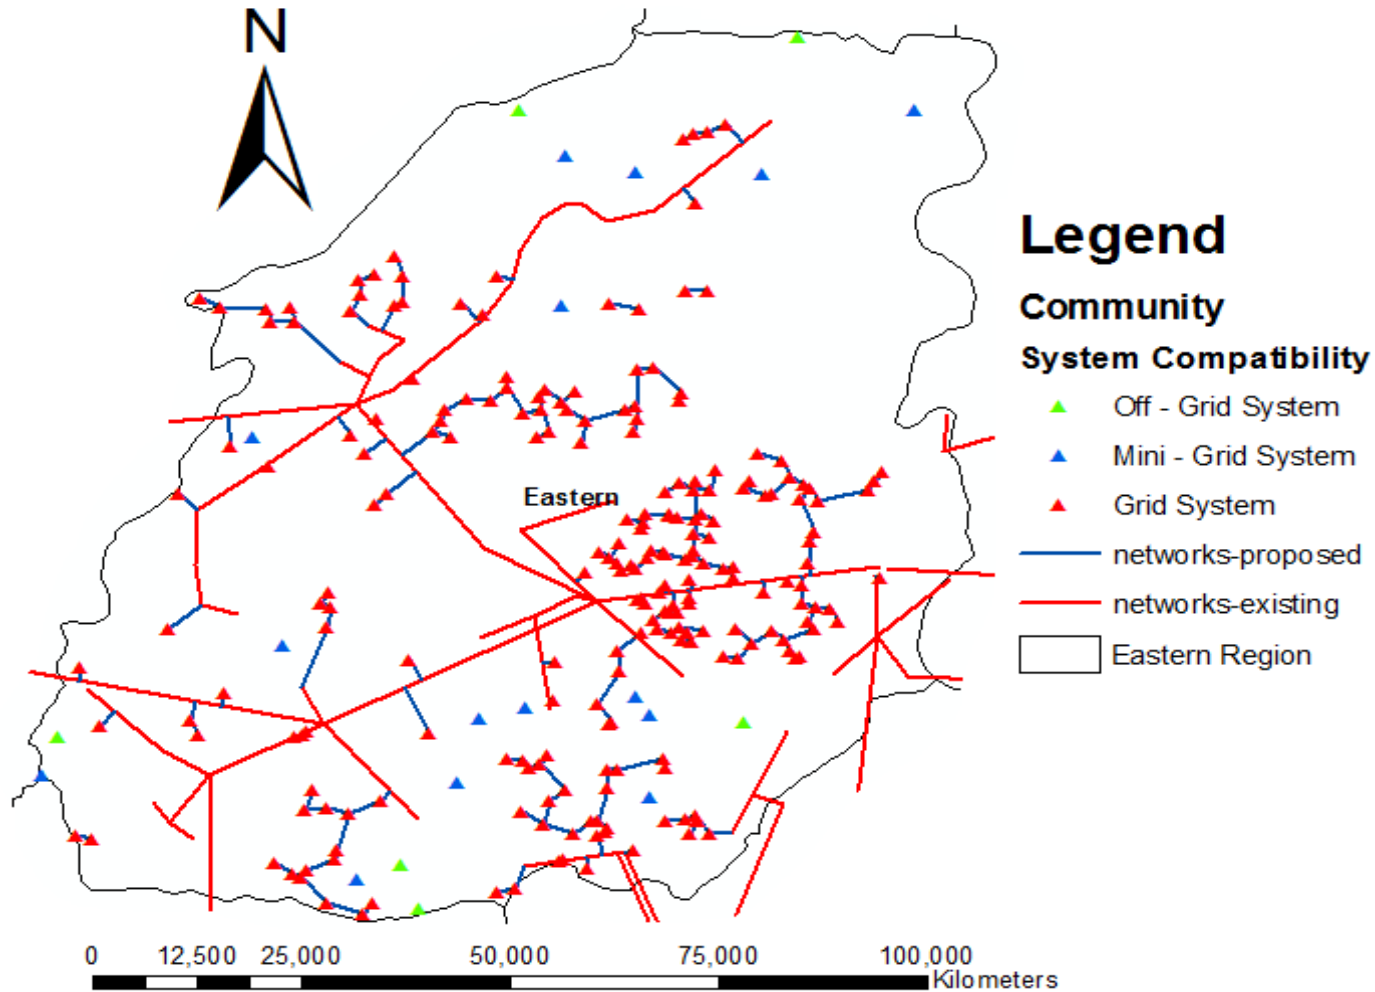 N
Legend
Community
System Compatibility
Off - Grid System
Mini - Grid System
Grid System
networks-proposed
networks-existing
Eastern Region
Eastern
0 12,500 25,000 50,000 75,000 100,000
Kilometers